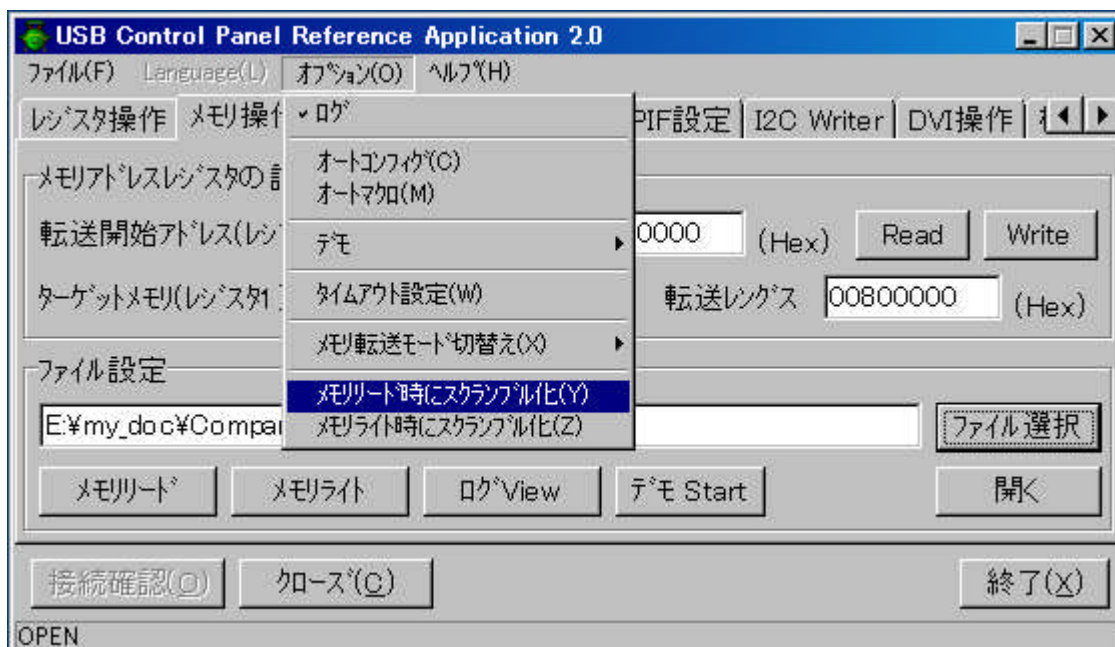 USB Control Panel Reference Application 2.0
ﾌｧｲﾙ(F) Language(L) ｵﾌﾟｼｮﾝ(O) ﾍﾙﾌﾟ(H)
ﾚｼﾞｽﾀ操作 ﾒﾓﾘ操作 PIF設定 I2C Writer DVI操作
ﾛｸﾞ
ｵｰﾄｺﾝﾌｨｸﾞ(C)
ｵｰﾄﾏｸﾛ(M)
ﾃﾞﾓ
ﾀｲﾑｱｳﾄ設定(W)
ﾒﾓﾘ転送ﾓｰﾄﾞ切替え(X)
ﾒﾓﾘﾘｰﾄﾞ時にｽｸﾗﾝﾌﾞﾙｲﾋ(Y)
ﾒﾓﾘﾗｲﾄ時にｽｸﾗﾝﾌﾞﾙｲﾋ(Z)
ﾒﾓﾘｱﾄﾞﾚｽﾚｼﾞｽﾀの
転送開始ｱﾄﾞﾚｽ(ﾚｼﾞ 0000 (Hex) Read Write
ﾀｰｹﾞｯﾄﾒﾓﾘ(ﾚｼﾞｽﾀ1 転送ﾚﾝｸﾞｽ 00800000 (Hex)
ﾌｧｲﾙ設定
E:¥my_doc¥Compa ﾌｧｲﾙ選択
ﾒﾓﾘﾘｰﾄﾞ ﾒﾓﾘﾗｲﾄ ﾛｸﾞView ﾃﾞﾓ Start 開く
接続確認(O) ｸﾛｰｽﾞ(C) 終了(X)
OPEN